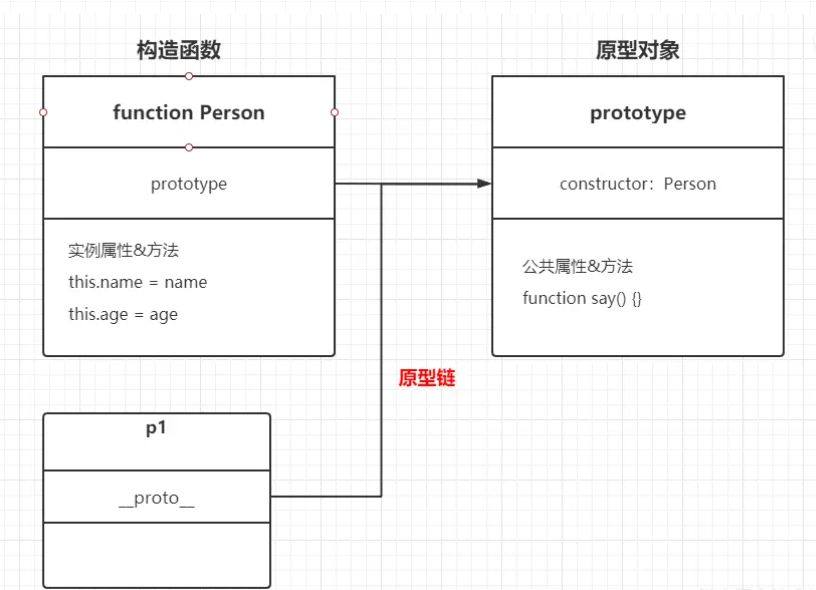 构造函数
function Person
prototype
实例属性&方法
this.name = name
this.age = age
原型对象
prototype
constructor：Person
公共属性&方法
function say() {}
原型链
p1
__proto__